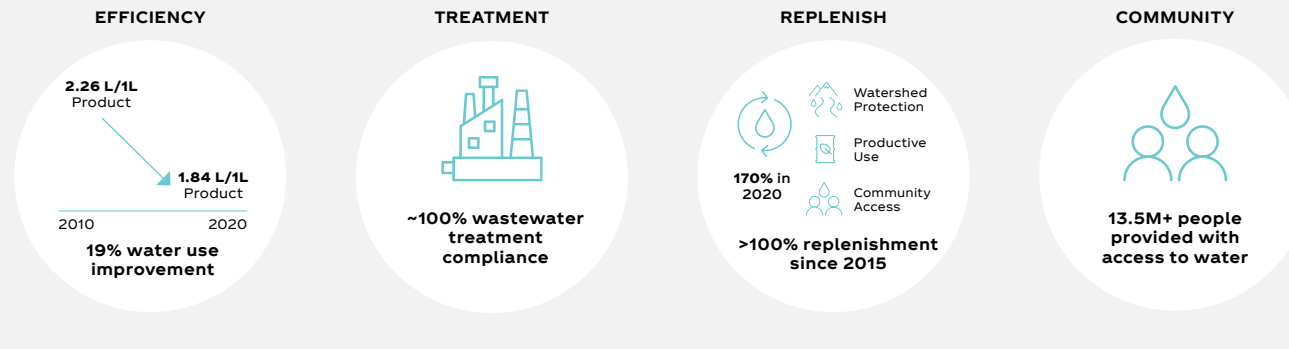 EFFICIENCY
2.26 L/1L
Product
1.84 L/1L
Product
2010
2020
19% water use
improvement
TREATMENT
~100% wastewater
treatment
compliance
REPLENISH
170% in
2020
Watershed
Protection
Productive
Use
Community
Access
>100% replenishment
since 2015
COMMUNITY
13.5M+ people
provided with
access to water